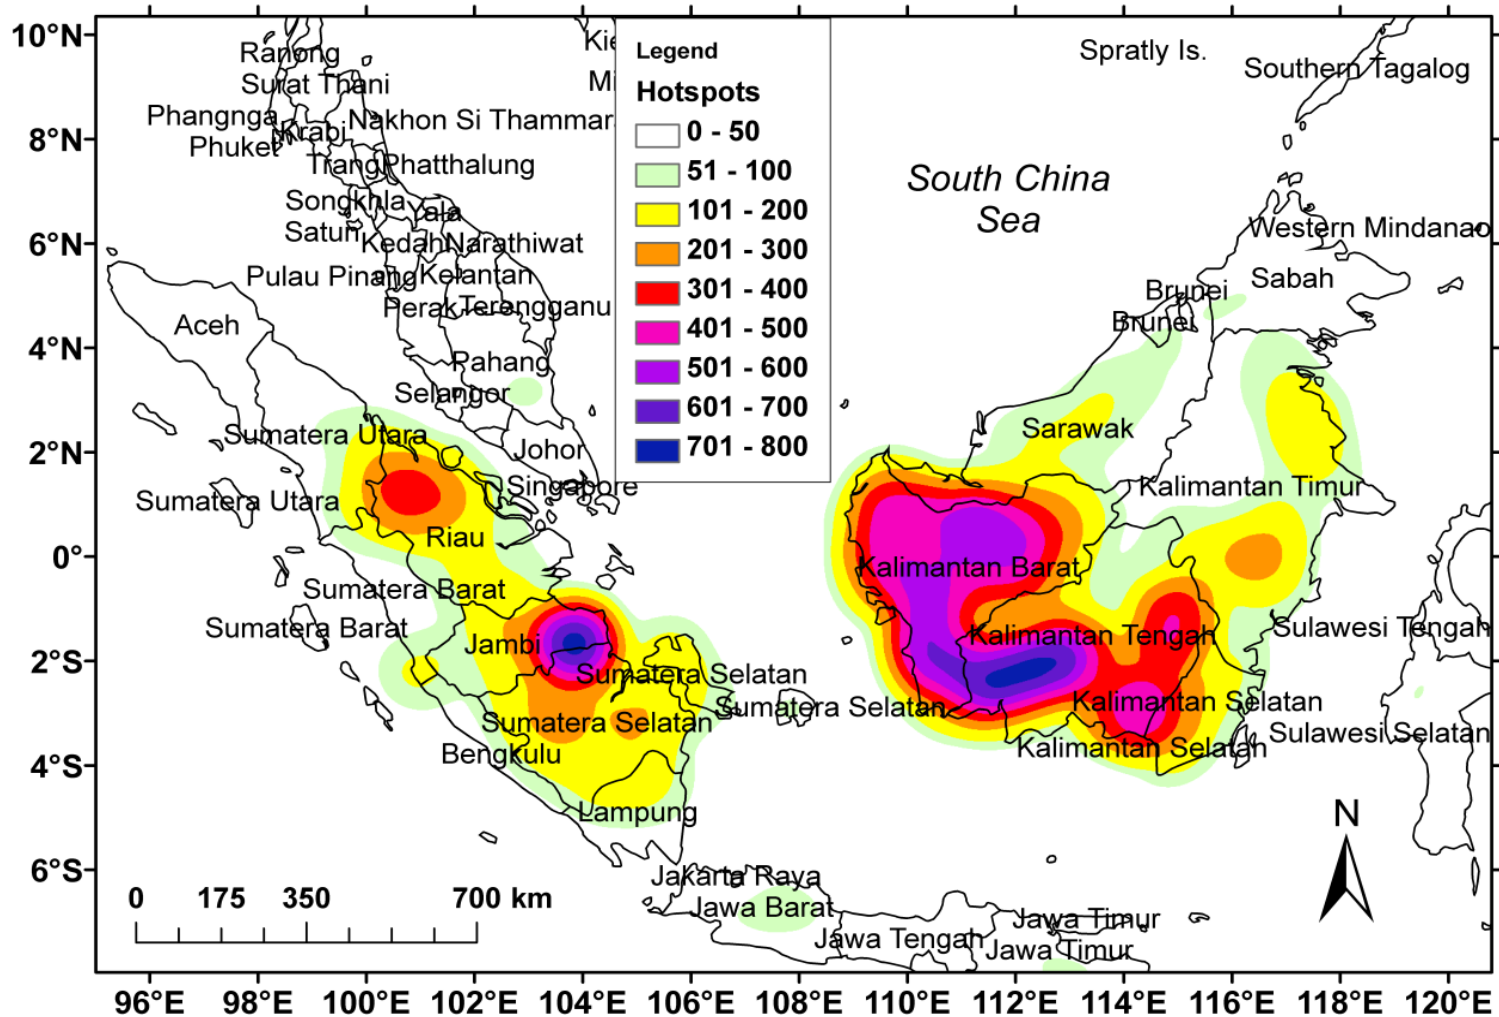 10°N
8°N
6°N
4°N
2°N
0°
2°S
4°S
6°S
Ranong
Surat Thani
Phangnga
Krabi
Nakhon Si Thammar
Phuket
Trang
Phatthalung
Songkhla
Yala
Satun
Kedah
Narathiwat
Pulau Pinang
Kelantan
Perak
Terengganu
Aceh
Pahang
Selangor
Sumatera Utara
Johor
Singapore
Sumatera Utara
Riau
Sumatera Barat
Sumatera Barat
Jambi
Sumatera Selatan
Sumatera Selatan
Sumatera Selatan
Bengkulu
Lampung
Jakarta Raya
Jawa Barat
Jawa Tengah
Jawa Timur
Jawa Timur
Kie
Mi
Legend
Hotspots
0 - 50
51 - 100
101 - 200
201 - 300
301 - 400
401 - 500
501 - 600
601 - 700
701 - 800
Spratly Is.
Southern Tagalog
South China
Sea
Western Mindanao
Sabah
Brunei
Brunei
Sarawak
Kalimantan Timur
Kalimantan Barat
Kalimantan Tengah
Sulawesi Tengah
Kalimantan Selatan
Kalimantan Selatan
Sulawesi Selatan
N
0 175 350 700 km
96°E 98°E 100°E 102°E 104°E 106°E 108°E 110°E 112°E 114°E 116°E 118°E 120°E